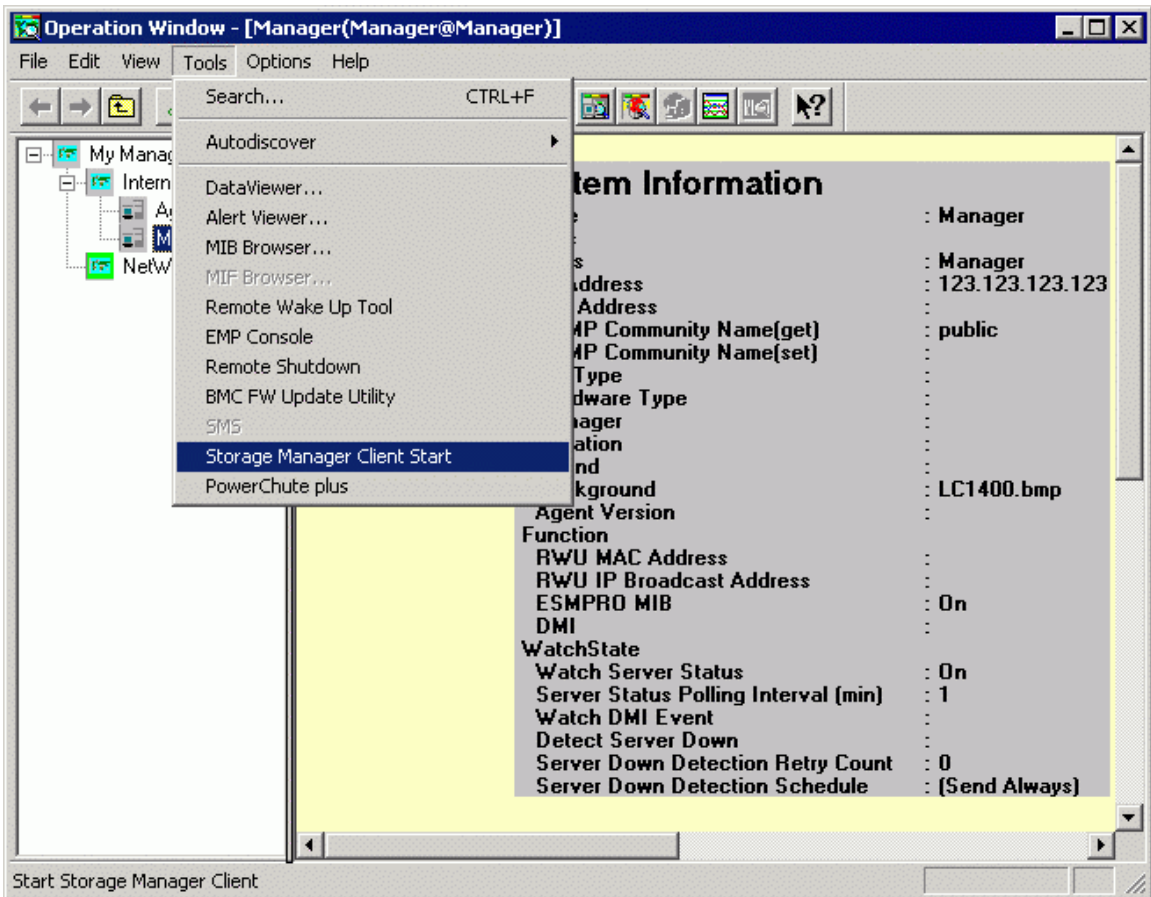 Operation Window - [Manager(Manager@Manager)]
File Edit View Tools Options Help
Search... CTRL+F
Autodiscover
DataViewer...
Alert Viewer...
MIB Browser...
MIF Browser...
Remote Wake Up Tool
EMP Console
Remote Shutdown
BMC FW Update Utility
SMS
Storage Manager Client Start
PowerChute plus
My Manag
Intern
A
M
NetW
tem Information
: Manager
:
s : Manager
Address : 123.123.123.123
Address :
MP Community Name(get) : public
MP Community Name(set) :
Type :
dware Type :
nager :
ation :
nd :
kground : LC1400.bmp
Agent Version :
Function
RWU MAC Address :
RWU IP Broadcast Address :
ESMPRO MIB : On
DMI :
WatchState
Watch Server Status : On
Server Status Polling Interval (min) : 1
Watch DMI Event :
Detect Server Down :
Server Down Detection Retry Count : 0
Server Down Detection Schedule : (Send Always)
Start Storage Manager Client